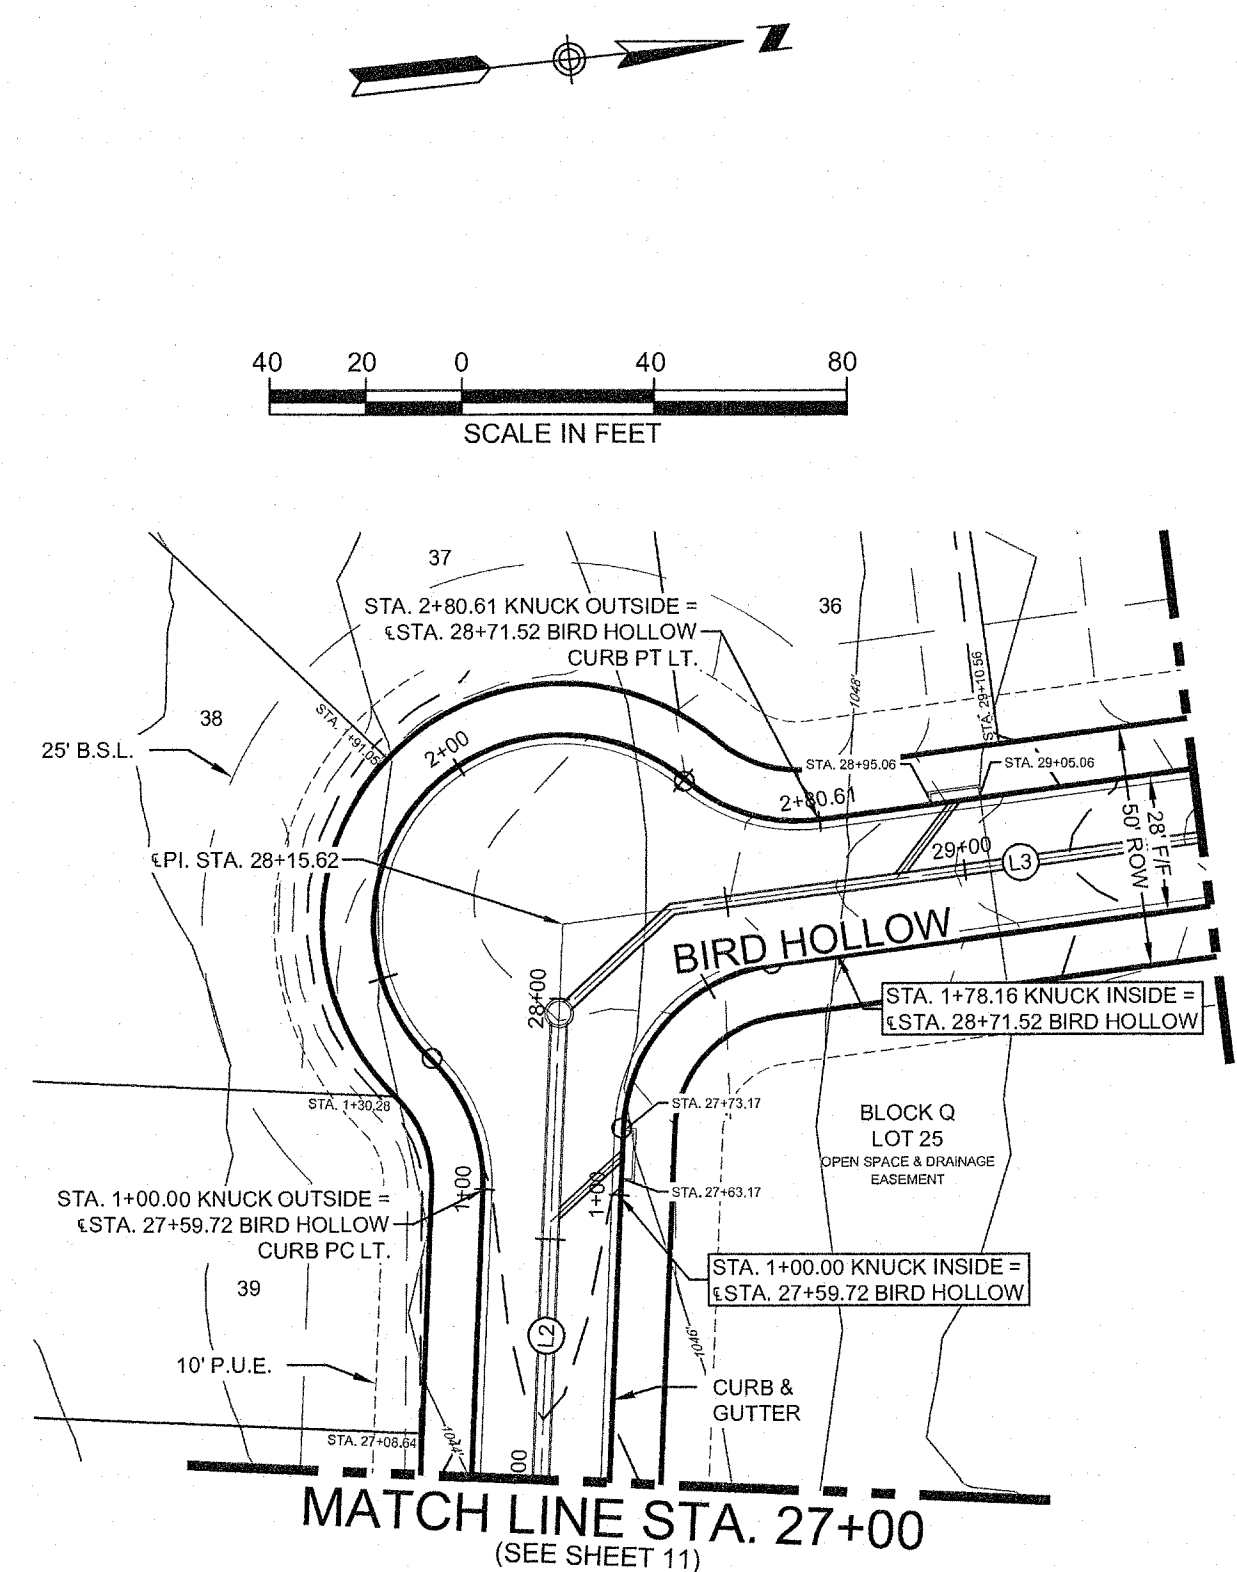 N
40 20 0 40 80
SCALE IN FEET
37
36
STA. 2+80.61 KNUCK OUTSIDE =
℄STA. 28+71.52 BIRD HOLLOW
CURB PT LT.
38
25' B.S.L.
STA. 1+91.05
2+00
1048'
STA. 29+10.56
STA. 28+95.06
STA. 29+05.06
2+80.61
℄PI. STA. 28+15.62
29+00
L3
28' F/F
50' ROW
BIRD HOLLOW
28+00
STA. 1+78.16 KNUCK INSIDE =
℄STA. 28+71.52 BIRD HOLLOW
STA. 1+30.28
STA. 27+73.17
BLOCK Q
LOT 25
OPEN SPACE & DRAINAGE
EASEMENT
STA. 1+00.00 KNUCK OUTSIDE =
℄STA. 27+59.72 BIRD HOLLOW
CURB PC LT.
1+00
1+00
STA. 27+63.17
STA. 1+00.00 KNUCK INSIDE =
℄STA. 27+59.72 BIRD HOLLOW
39
L2
1046'
10' P.U.E.
CURB &
GUTTER
STA. 27+08.64
1044'
00
MATCH LINE STA. 27+00
(SEE SHEET 11)